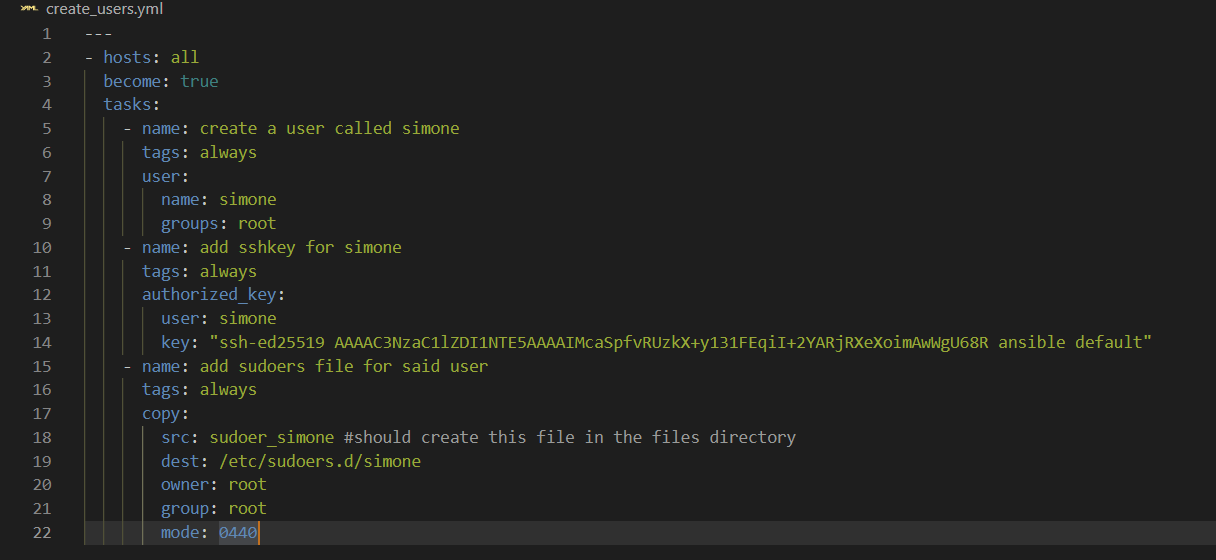 YAML create_users.yml
1 ---
2 - hosts: all
3 become: true
4 tasks:
5 - name: create a user called simone
6 tags: always
7 user:
8 name: simone
9 groups: root
10 - name: add sshkey for simone
11 tags: always
12 authorized_key:
13 user: simone
14 key: "ssh-ed25519 AAAAC3NzaC1lZDI1NTE5AAAAIMcaSpfvRUzkX+y131FEqiI+2YARjRXeXoimAwWgU68R ansible default"
15 - name: add sudoers file for said user
16 tags: always
17 copy:
18 src: sudoer_simone #should create this file in the files directory
19 dest: /etc/sudoers.d/simone
20 owner: root
21 group: root
22 mode: 0440